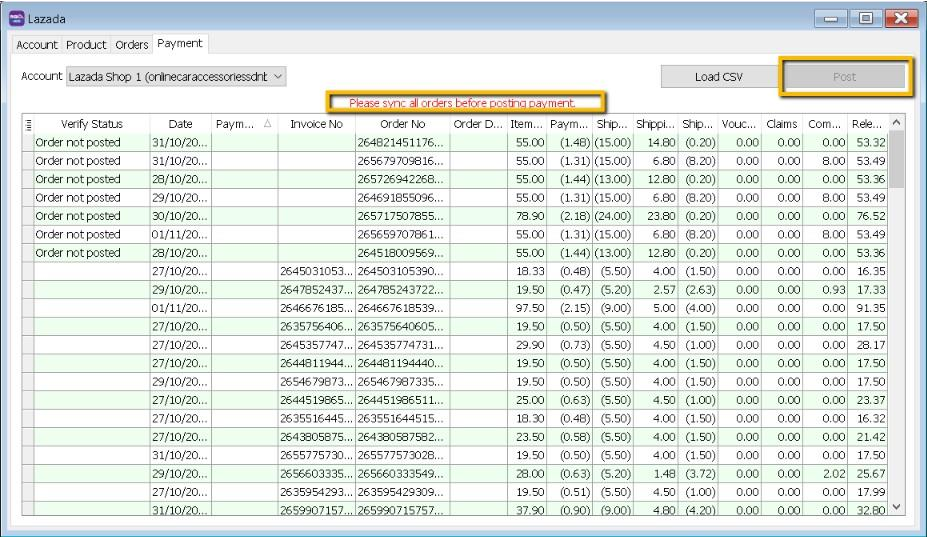 Lazada
Account Product Orders Payment
Account Lazada Shop 1 (onlinecaraccessoriessdnb Load CSV Post
Please sync all orders before posting payment.
Verify Status Date Paym... Invoice No Order No Order D... Item... Paym... Ship... Shippi... Ship... Vouc... Claims Com... Rele...
Order not posted 31/10/20... 264821451176... 55.00 (1.48) (15.00) 14.80 (0.20) 0.00 0.00 0.00 53.32
Order not posted 31/10/20... 265679709816... 55.00 (1.31) (15.00) 6.80 (8.20) 0.00 0.00 8.00 53.49
Order not posted 28/10/20... 265726942268... 55.00 (1.44) (13.00) 12.80 (0.20) 0.00 0.00 0.00 53.36
Order not posted 29/10/20... 264691855096... 55.00 (1.31) (15.00) 6.80 (8.20) 0.00 0.00 8.00 53.49
Order not posted 30/10/20... 265717507855... 78.90 (2.18) (24.00) 23.80 (0.20) 0.00 0.00 0.00 76.52
Order not posted 01/11/20... 265659707861... 55.00 (1.31) (15.00) 6.80 (8.20) 0.00 0.00 8.00 53.49
Order not posted 28/10/20... 264518009569... 55.00 (1.44) (13.00) 12.80 (0.20) 0.00 0.00 0.00 53.36
27/10/20... 2645031053... 264503105390... 18.33 (0.48) (5.50) 4.00 (1.50) 0.00 0.00 0.00 16.35
29/10/20... 2647852437... 264785243722... 19.50 (0.47) (5.20) 2.57 (2.63) 0.00 0.00 0.93 17.33
01/11/20... 2646676185... 264667618539... 97.50 (2.15) (9.00) 5.00 (4.00) 0.00 0.00 0.00 91.35
27/10/20... 2635756406... 263575640605... 19.50 (0.50) (5.50) 4.00 (1.50) 0.00 0.00 0.00 17.50
27/10/20... 2645357747... 264535774731... 29.90 (0.73) (5.50) 4.50 (1.00) 0.00 0.00 0.00 28.17
27/10/20... 2644811944... 264481194440... 19.50 (0.50) (5.50) 4.00 (1.50) 0.00 0.00 0.00 17.50
29/10/20... 2654679873... 265467987335... 19.50 (0.50) (5.50) 4.00 (1.50) 0.00 0.00 0.00 17.50
27/10/20... 2644519865... 264451986511... 25.00 (0.63) (5.50) 4.50 (1.00) 0.00 0.00 0.00 23.37
27/10/20... 2635516445... 263551644515... 18.30 (0.48) (5.50) 4.00 (1.50) 0.00 0.00 0.00 16.32
27/10/20... 2643805875... 264380587582... 23.50 (0.58) (5.50) 4.00 (1.50) 0.00 0.00 0.00 21.42
31/10/20... 2655775730... 265577573028... 19.50 (0.50) (5.50) 4.00 (1.50) 0.00 0.00 0.00 17.50
29/10/20... 2656603335... 265660333549... 28.00 (0.63) (5.20) 1.48 (3.72) 0.00 0.00 2.02 25.67
27/10/20... 2635954293... 263595429309... 19.50 (0.51) (5.50) 4.50 (1.00) 0.00 0.00 0.00 17.99
31/10/20... 2659907157... 265990715757... 37.90 (0.90) (9.00) 4.80 (4.20) 0.00 0.00 0.00 32.80